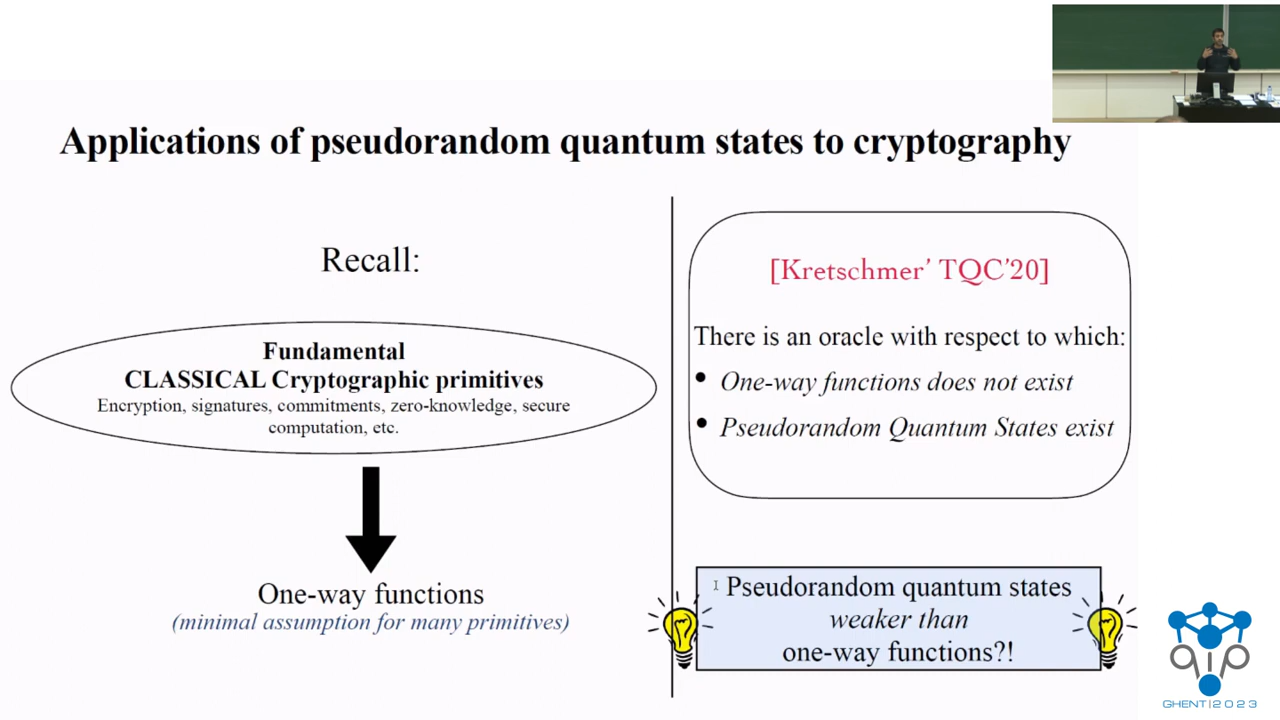 Applications of pseudorandom quantum states to cryptography
Recall:
Fundamental
CLASSICAL Cryptographic primitives
Encryption, signatures, commitments, zero-knowledge, secure
computation, etc.
One-way functions
(minimal assumption for many primitives)
[Kretschmer' TQC'20]
There is an oracle with respect to which:
• One-way functions does not exist
• Pseudorandom Quantum States exist
Pseudorandom quantum states
weaker than
one-way functions?!
qip
GHENT|2023